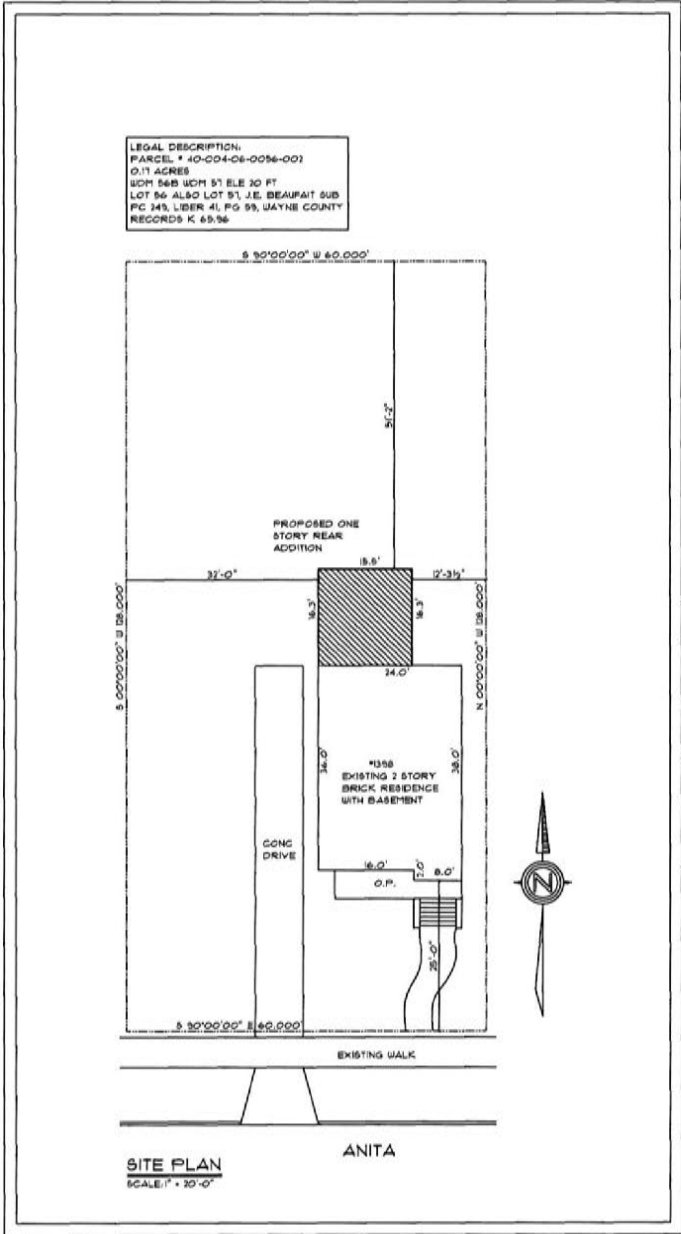 LEGAL DESCRIPTION:
PARCEL # 40-004-06-0056-002
0.17 ACRES
WDM 56B WDM 57 ELE 20 FT
LOT 56 ALSO LOT 57, J.E. BEAUFAIT SUB
PC 249, LIBER 41, PG 59, WAYNE COUNTY
RECORDS K 65.96
S 90°00'00" W 60.000'
51'-2"
PROPOSED ONE
STORY REAR
ADDITION
32'-0"
12'-3½"
16.3'
16.3'
S 00°00'00" W 128.000'
N 00°00'00" W 128.000'
24.0'
36.0'
38.0'
#1358
EXISTING 2 STORY
BRICK RESIDENCE
WITH BASEMENT
CONC
DRIVE
16.0'
2.0'
8.0'
O.P.
25'-0"
N
S 90°00'00" E 60.000'
EXISTING WALK
ANITA
SITE PLAN
SCALE: 1" = 20'-0"